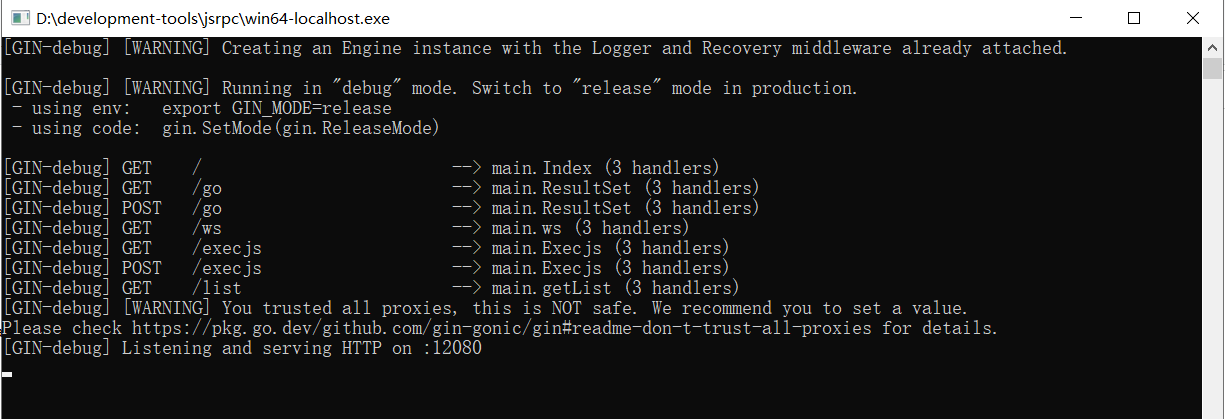 D:\development-tools\jsrpc\win64-localhost.exe
[GIN-debug] [WARNING] Creating an Engine instance with the Logger and Recovery middleware already attached.
[GIN-debug] [WARNING] Running in "debug" mode. Switch to "release" mode in production.
- using env: export GIN_MODE=release
- using code: gin.SetMode(gin.ReleaseMode)
[GIN-debug] GET / --> main.Index (3 handlers)
[GIN-debug] GET /go --> main.ResultSet (3 handlers)
[GIN-debug] POST /go --> main.ResultSet (3 handlers)
[GIN-debug] GET /ws --> main.ws (3 handlers)
[GIN-debug] GET /execjs --> main.Execjs (3 handlers)
[GIN-debug] POST /execjs --> main.Execjs (3 handlers)
[GIN-debug] GET /list --> main.getList (3 handlers)
[GIN-debug] [WARNING] You trusted all proxies, this is NOT safe. We recommend you to set a value.
Please check https://pkg.go.dev/github.com/gin-gonic/gin#readme-don-t-trust-all-proxies for details.
[GIN-debug] Listening and serving HTTP on :12080